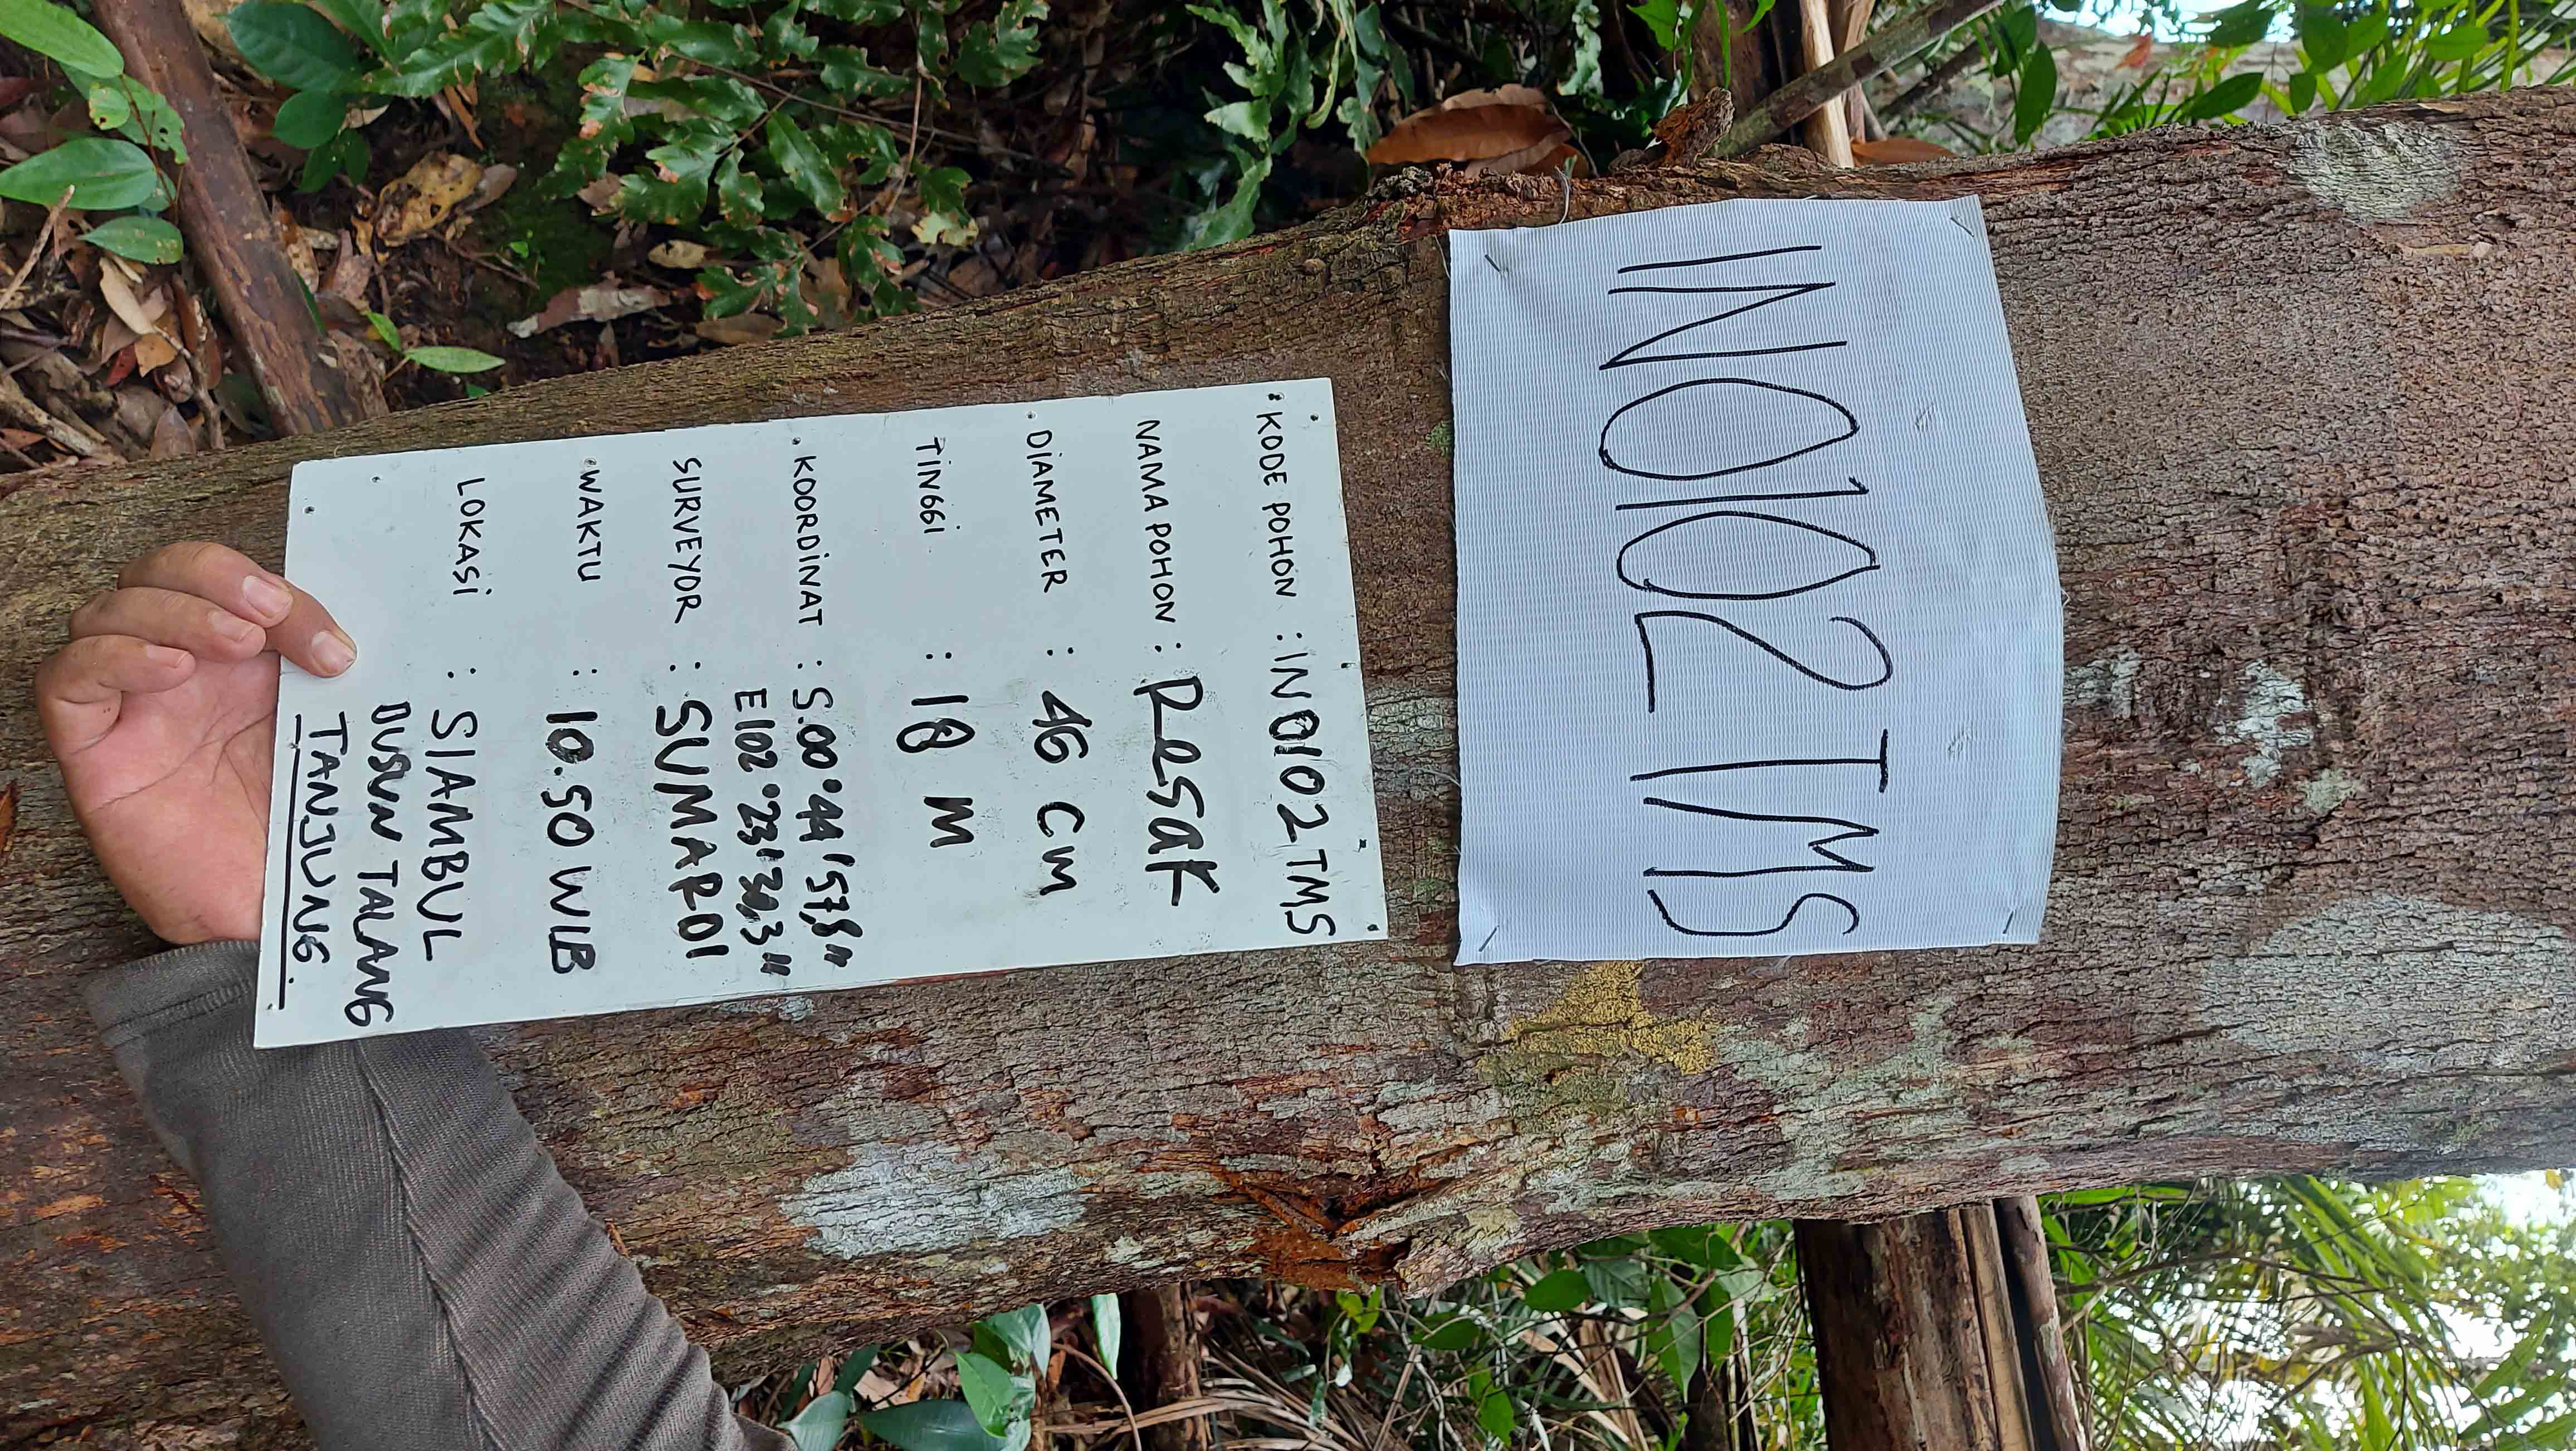 IN0102TMS
KODE POHON : IN0102TMS
NAMA POHON : Resak
DIAMETER : 46 cm
TINGGI : 18 m
KOORDINAT : S.00°44'57,8"
E102°23'30,3"
SURVEYOR : SUMARDI
WAKTU : 10.50 WIB
LOKASI : SIAMBUL
DUSUN TALANG
TANJUNG.